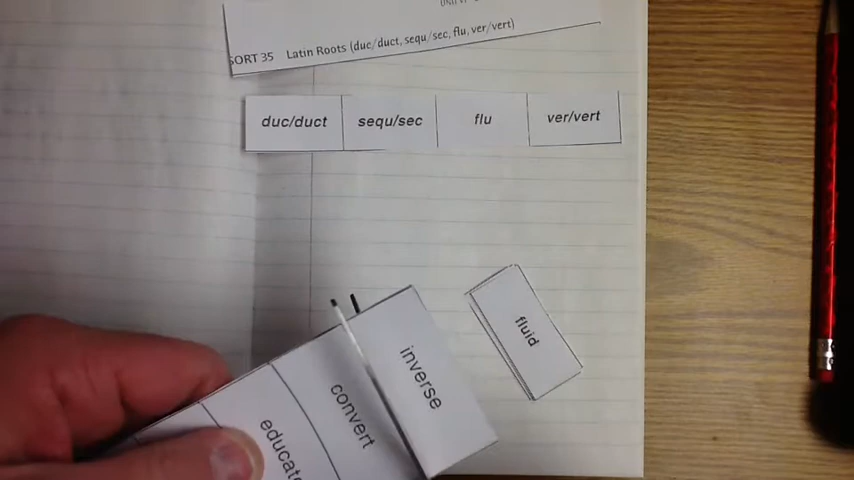 SORT 35 Latin Roots (duc/duct, sequ/sec, flu, ver/vert)
duc/duct sequ/sec flu ver/vert
fluid
inverse
convert